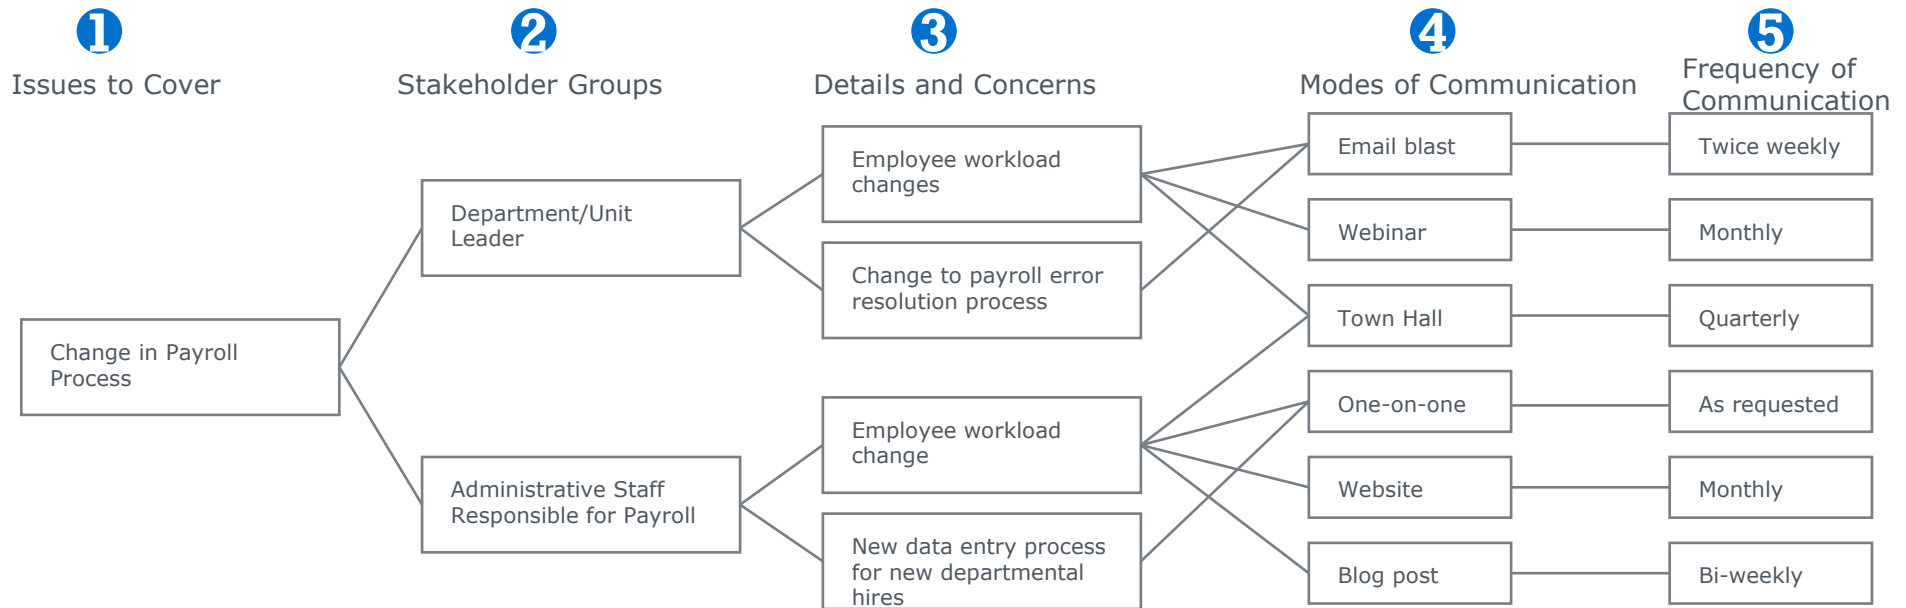 1
2
3
4
5
Issues to Cover
Stakeholder Groups
Details and Concerns
Modes of Communication
Frequency of
Communication
Change in Payroll
Process
Department/Unit
Leader
Administrative Staff
Responsible for Payroll
Employee workload
changes
Change to payroll error
resolution process
Employee workload
change
New data entry process
for new departmental
hires
Email blast
Webinar
Town Hall
One-on-one
Website
Blog post
Twice weekly
Monthly
Quarterly
As requested
Monthly
Bi-weekly